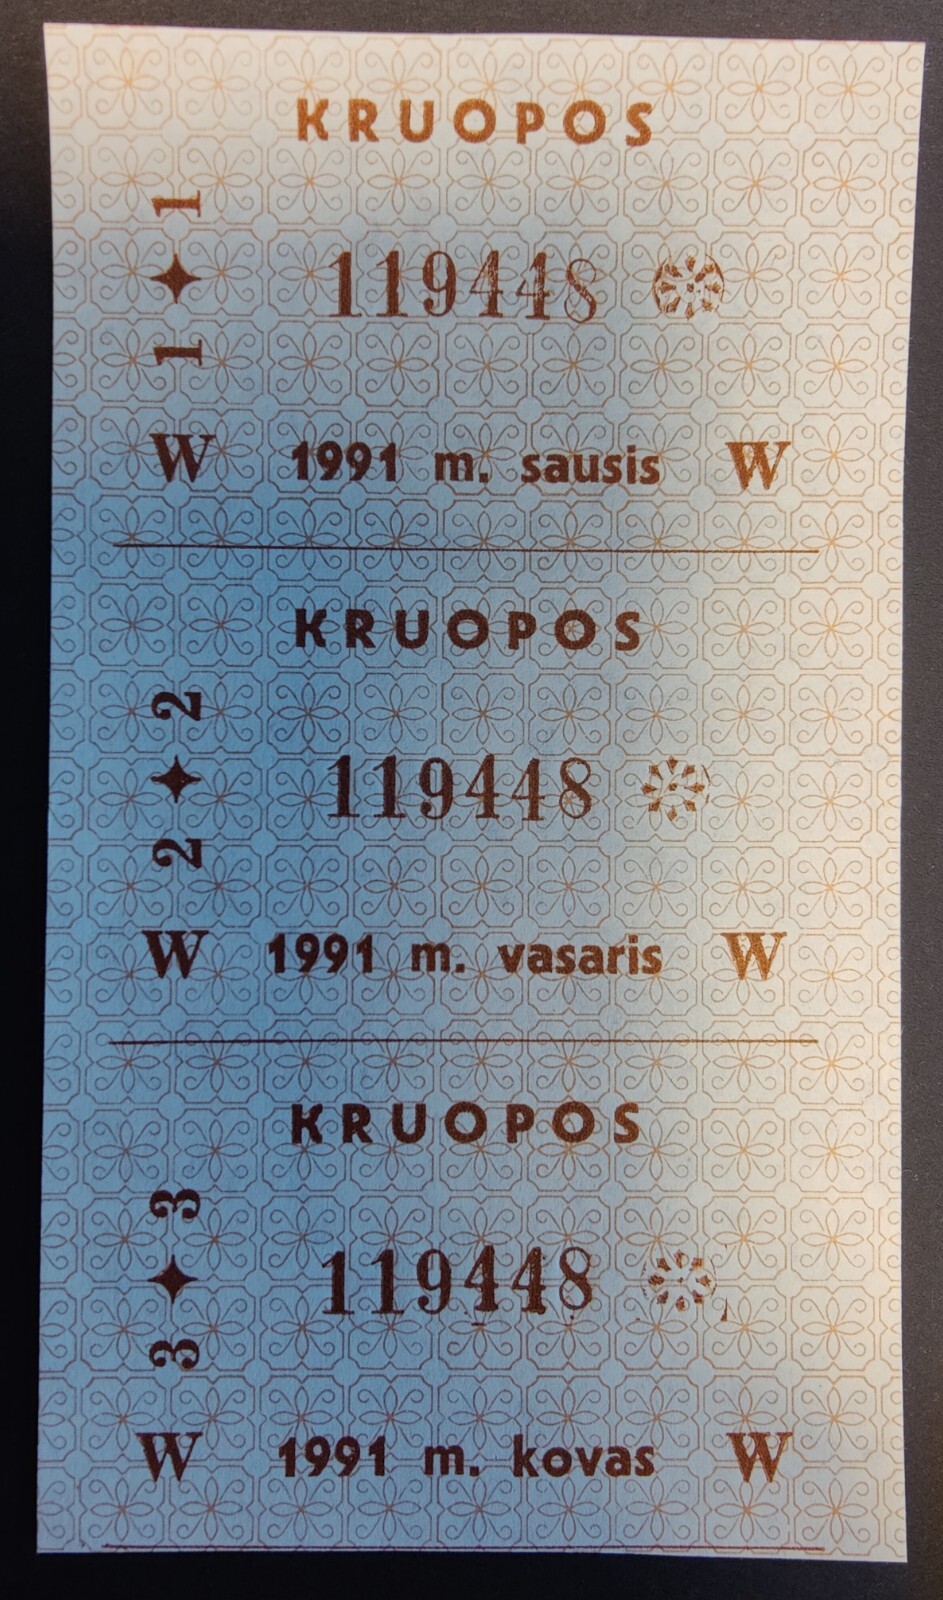 KRUOPOS
1 ✦ 1
119448
W 1991 m. sausis W
KRUOPOS
2 ✦ 2
119448
W 1991 m. vasaris W
KRUOPOS
3 ✦ 3
119448
W 1991 m. kovas W